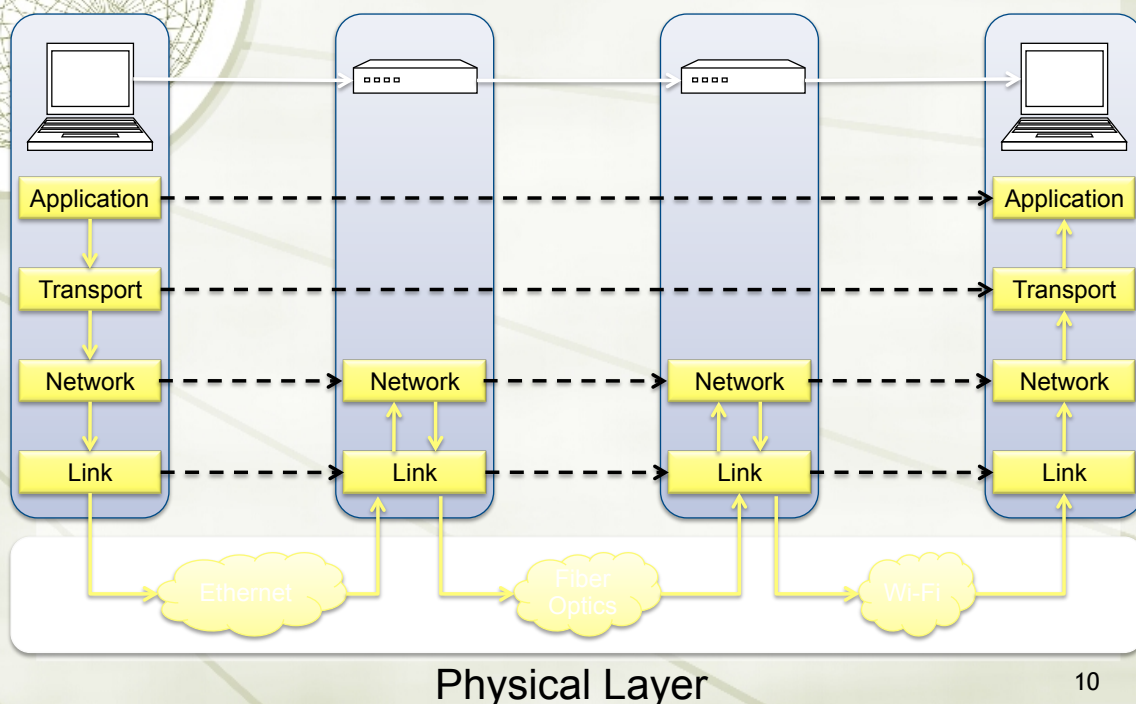 Application
Application
Transport
Transport
Network
Network
Network
Network
Link
Link
Link
Link
Ethernet
Fiber
Optics
Wi-Fi
Physical Layer
10